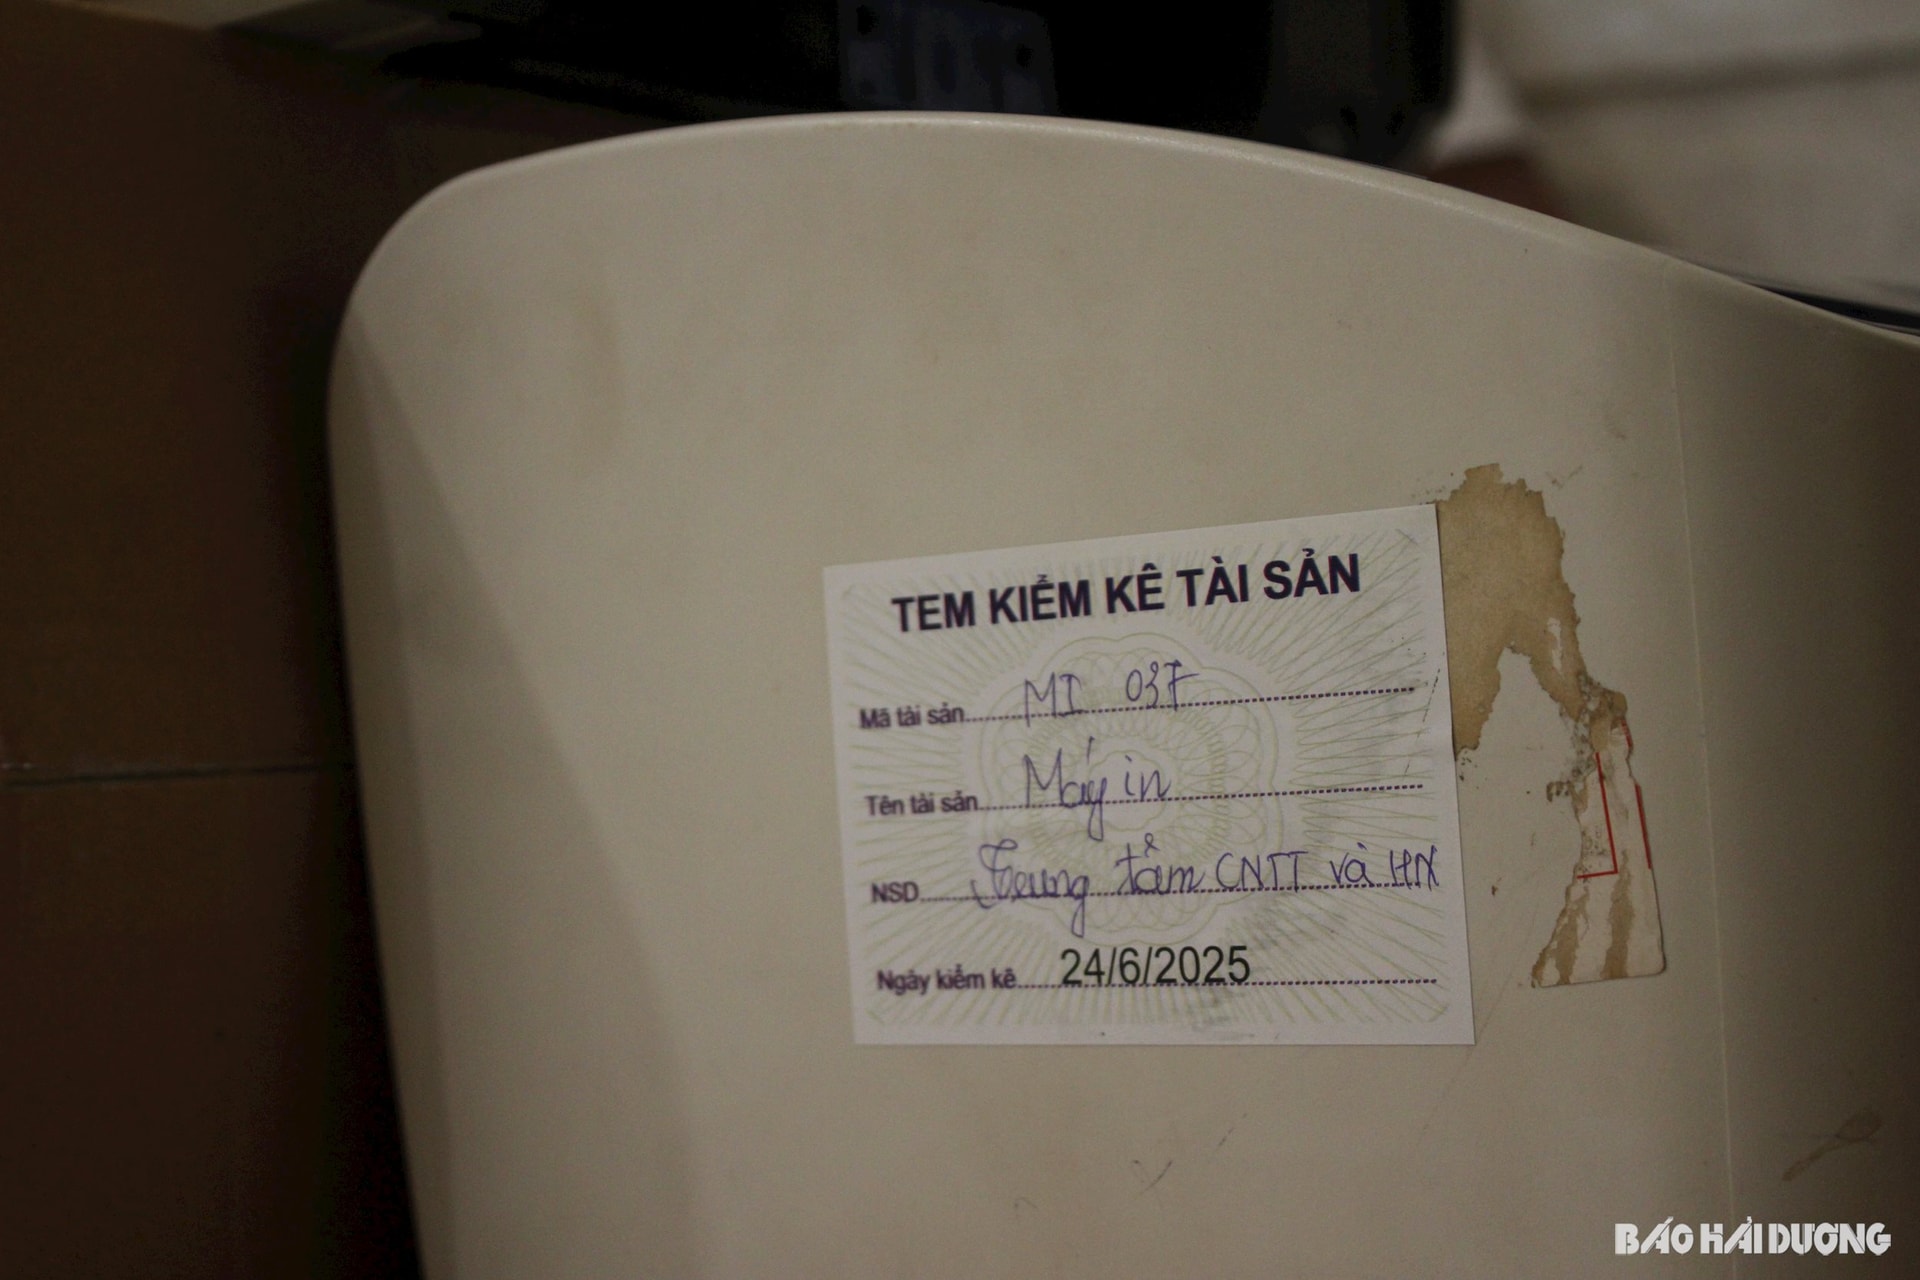 TEM KIỂM KÊ TÀI SẢN
Mã tài sản MI 037
Tên tài sản Máy in
NSD Trung tâm CNTT và HN
Ngày kiểm kê 24/6/2025
BÁO HẢI DƯƠNG